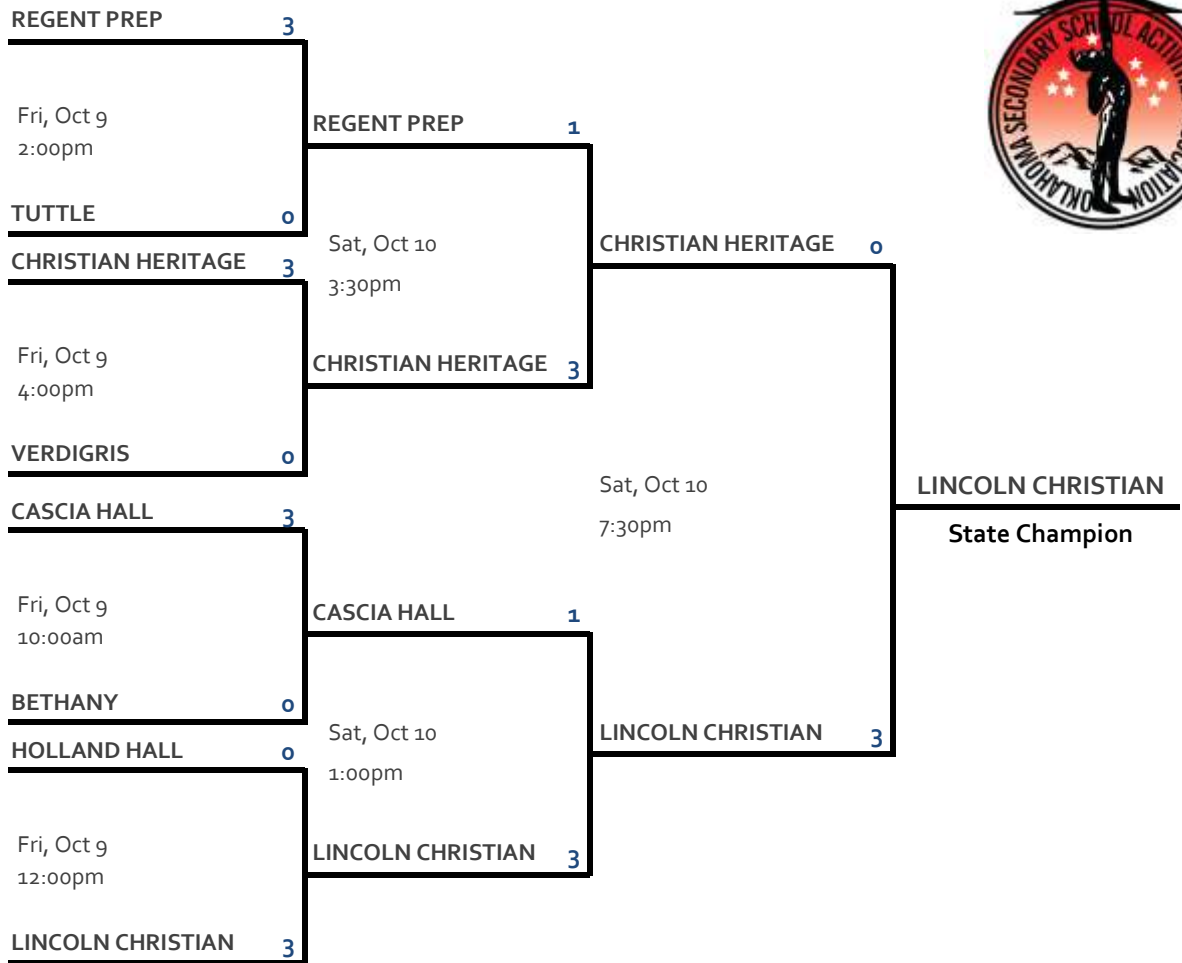 REGENT PREP 3
Fri, Oct 9
2:00pm
TUTTLE 0
CHRISTIAN HERITAGE 3
Fri, Oct 9
4:00pm
VERDIGRIS 0
CASCIA HALL 3
Fri, Oct 9
10:00am
BETHANY 0
HOLLAND HALL 0
Fri, Oct 9
12:00pm
LINCOLN CHRISTIAN 3
REGENT PREP 1
Sat, Oct 10
3:30pm
CHRISTIAN HERITAGE 3
CASCIA HALL 1
Sat, Oct 10
1:00pm
LINCOLN CHRISTIAN 3
CHRISTIAN HERITAGE 0
Sat, Oct 10
7:30pm
LINCOLN CHRISTIAN 3
LINCOLN CHRISTIAN
State Champion
OKLAHOMA SECONDARY